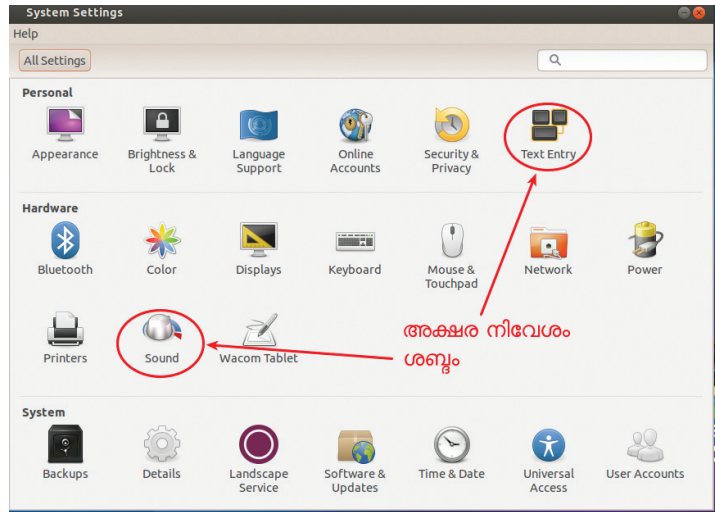 System Settings
Help
All Settings
Personal
Appearance
Brightness &
Lock
Language
Support
Online
Accounts
Security &
Privacy
Text Entry
Hardware
Bluetooth
Color
Displays
Keyboard
Mouse &
Touchpad
Network
Power
Printers
Sound
Wacom Tablet
അക്ഷര നിവേശം
ശബ്ദം
System
Backups
Details
Landscape
Service
Software &
Updates
Time & Date
Universal
Access
User Accounts